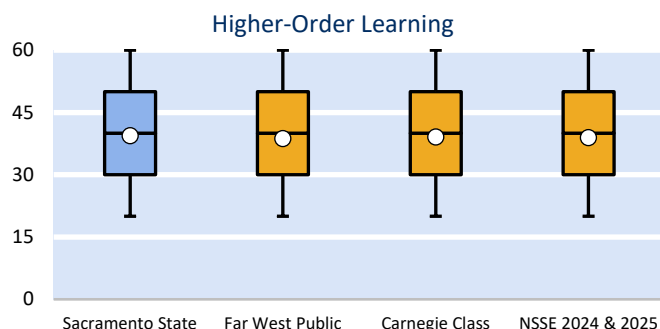 Higher-Order Learning
60
45
30
15
0
Sacramento State Far West Public Carnegie Class NSSE 2024 & 2025